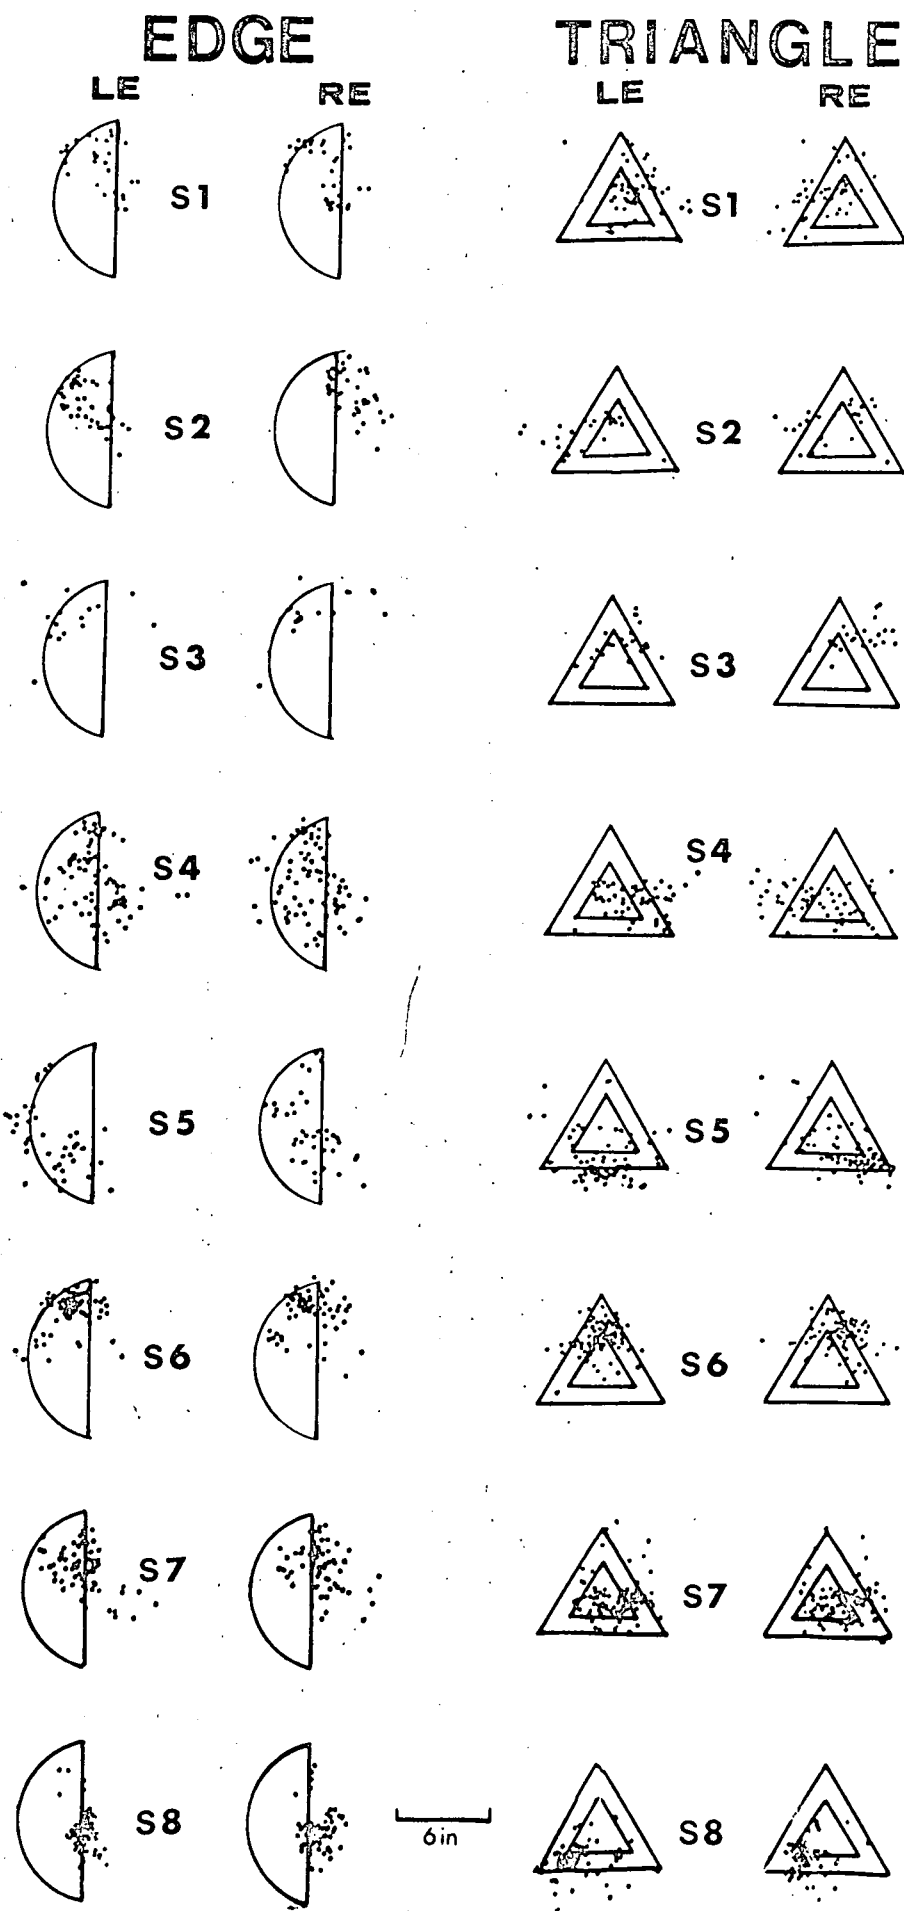 EDGE TRIANGLE
LE RE LE RE
S1 S1
S2 S2
S3 S3
S4 S4
S5 S5
S6 S6
S7 S7
S8 6in S8